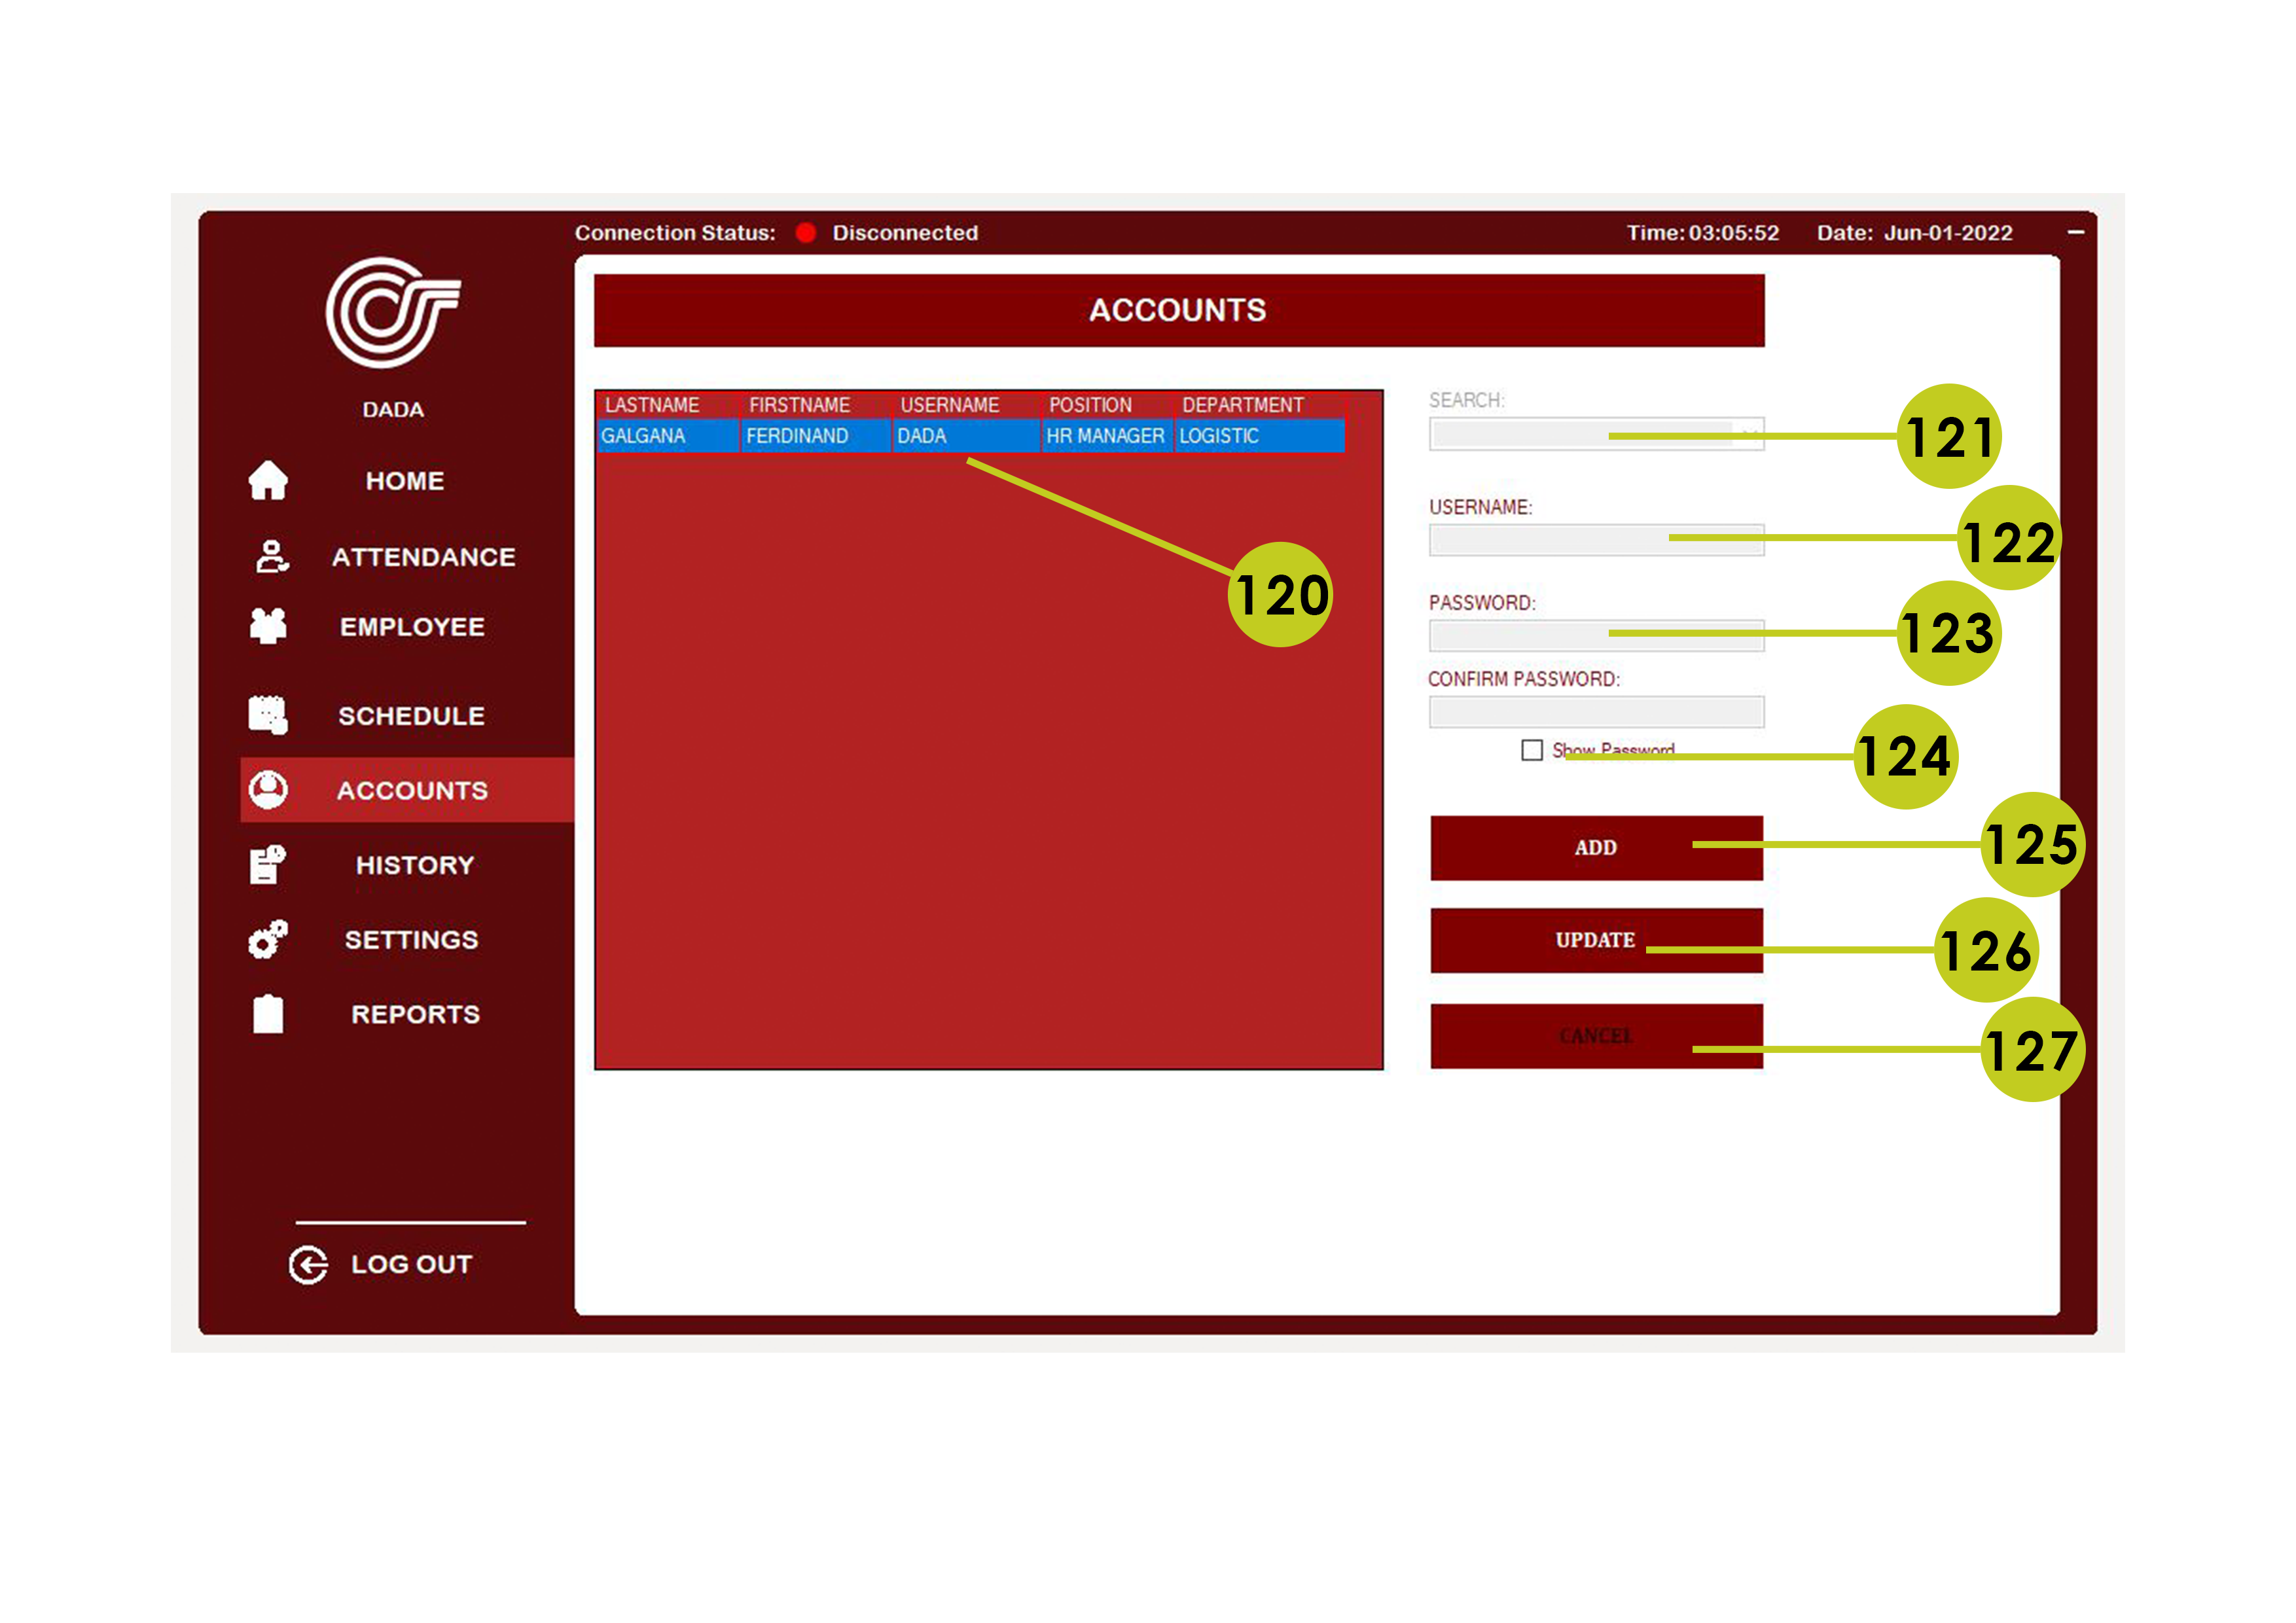 Connection Status: Disconnected Time: 03:05:52 Date: Jun-01-2022
ACCOUNTS
DADA
HOME
ATTENDANCE
EMPLOYEE
SCHEDULE
ACCOUNTS
HISTORY
SETTINGS
REPORTS
LOG OUT
LASTNAME FIRSTNAME USERNAME POSITION DEPARTMENT
GALGANA FERDINAND DADA HR MANAGER LOGISTIC
120
SEARCH:
121
USERNAME:
122
PASSWORD:
123
CONFIRM PASSWORD:
Show Password
124
ADD
125
UPDATE
126
CANCEL
127